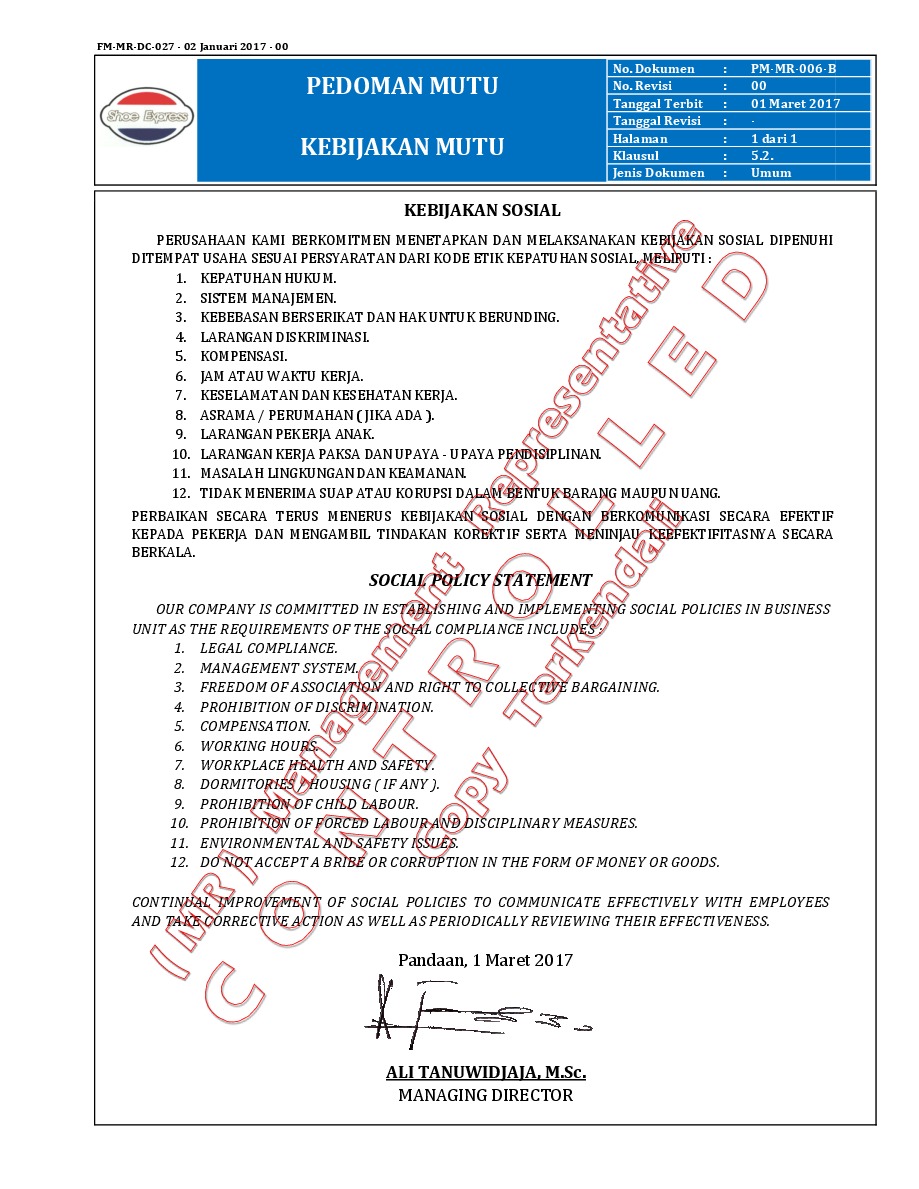 FM-MR-DC-027 - 02 Januari 2017 - 00
Shoe Express
PEDOMAN MUTU
KEBIJAKAN MUTU
No. Dokumen : PM-MR-006-B
No. Revisi : 00
Tanggal Terbit : 01 Maret 2017
Tanggal Revisi : -
Halaman : 1 dari 1
Klausul : 5.2.
Jenis Dokumen : Umum
KEBIJAKAN SOSIAL
PERUSAHAAN KAMI BERKOMITMEN MENETAPKAN DAN MELAKSANAKAN KEBIJAKAN SOSIAL DIPENUHI
DITEMPAT USAHA SESUAI PERSYARATAN DARI KODE ETIK KEPATUHAN SOSIAL, MELIPUTI :
1. KEPATUHAN HUKUM.
2. SISTEM MANAJEMEN.
3. KEBEBASAN BERSERIKAT DAN HAK UNTUK BERUNDING.
4. LARANGAN DISKRIMINASI.
5. KOMPENSASI.
6. JAM ATAU WAKTU KERJA.
7. KESELAMATAN DAN KESEHATAN KERJA.
8. ASRAMA / PERUMAHAN ( JIKA ADA ).
9. LARANGAN PEKERJA ANAK.
10. LARANGAN KERJA PAKSA DAN UPAYA - UPAYA PENDISIPLINAN.
11. MASALAH LINGKUNGAN DAN KEAMANAN.
12. TIDAK MENERIMA SUAP ATAU KORUPSI DALAM BENTUK BARANG MAUPUN UANG.
PERBAIKAN SECARA TERUS MENERUS KEBIJAKAN SOSIAL DENGAN BERKOMUNIKASI SECARA EFEKTIF
KEPADA PEKERJA DAN MENGAMBIL TINDAKAN KOREKTIF SERTA MENINJAU KEEFEKTIFITASNYA SECARA
BERKALA.
SOCIAL POLICY STATEMENT
OUR COMPANY IS COMMITTED IN ESTABLISHING AND IMPLEMENTING SOCIAL POLICIES IN BUSINESS
UNIT AS THE REQUIREMENTS OF THE SOCIAL COMPLIANCE INCLUDES :
1. LEGAL COMPLIANCE.
2. MANAGEMENT SYSTEM.
3. FREEDOM OF ASSOCIATION AND RIGHT TO COLLECTIVE BARGAINING.
4. PROHIBITION OF DISCRIMINATION.
5. COMPENSATION.
6. WORKING HOURS.
7. WORKPLACE HEALTH AND SAFETY.
8. DORMITORIES / HOUSING ( IF ANY ).
9. PROHIBITION OF CHILD LABOUR.
10. PROHIBITION OF FORCED LABOUR AND DISCIPLINARY MEASURES.
11. ENVIRONMENTAL AND SAFETY ISSUES.
12. DO NOT ACCEPT A BRIBE OR CORRUPTION IN THE FORM OF MONEY OR GOODS.
CONTINUAL IMPROVEMENT OF SOCIAL POLICIES TO COMMUNICATE EFFECTIVELY WITH EMPLOYEES
AND TAKE CORRECTIVE ACTION AS WELL AS PERIODICALLY REVIEWING THEIR EFFECTIVENESS.
Pandaan, 1 Maret 2017
ALI TANUWIDJAJA, M.Sc.
MANAGING DIRECTOR
( MR ) Management Representative
CONTROLLED
Copy Terkendali